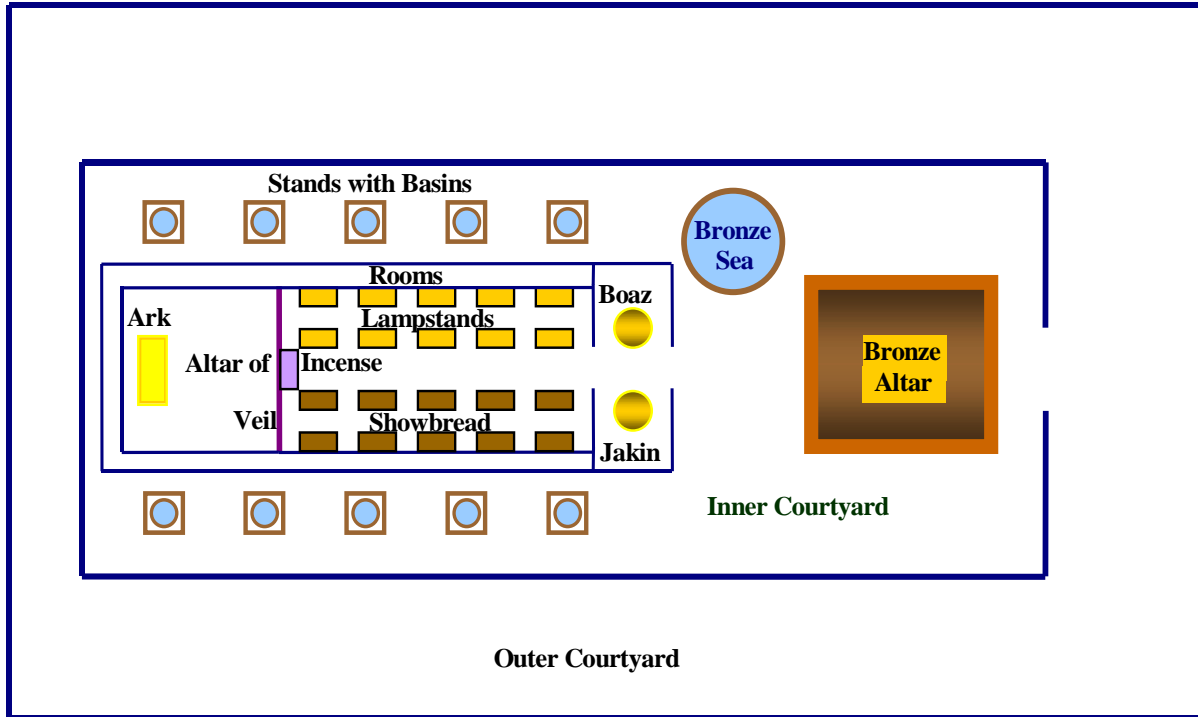 Stands with Basins
Bronze
Sea
Rooms
Boaz
Ark
Lampstands
Altar of Incense
Bronze
Altar
Veil
Showbread
Jakin
Inner Courtyard
Outer Courtyard